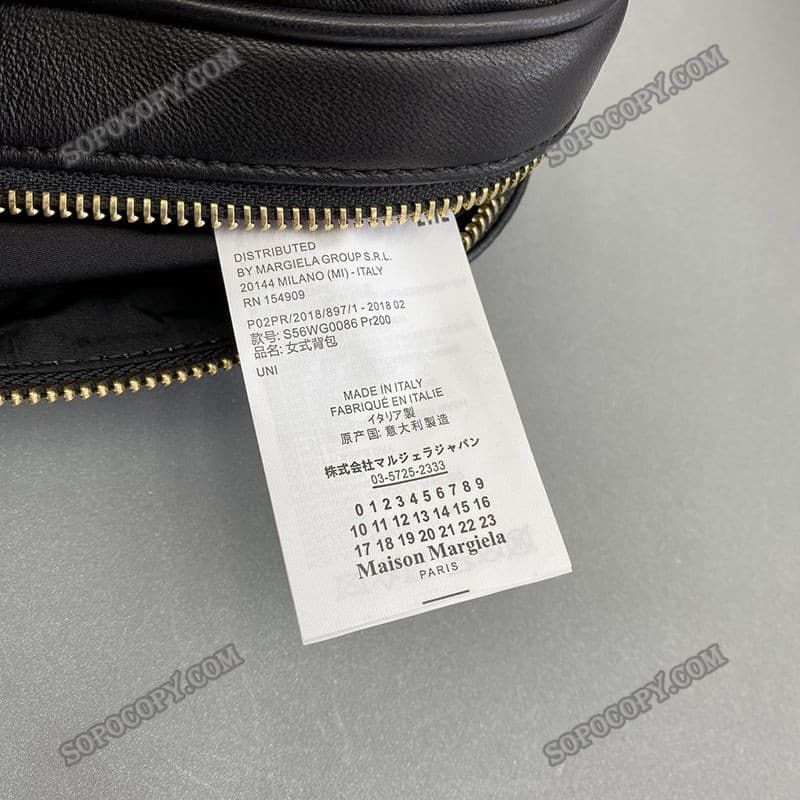 SOPOCOPY.COM
SOPOCOPY.COM
DISTRIBUTED
BY MARGIELA GROUP S.R.L.
20144 MILANO (MI) - ITALY
RN 154909
P02PR/2018/897/1 - 2018 02
款号: S56WG0086 Pr200
品名: 女式背包
UNI
MADE IN ITALY
FABRIQUÉ EN ITALIE
イタリア製
原产国: 意大利製造
株式会社マルジェラジャパン
03-5725-2333
0 1 2 3 4 5 6 7 8 9
10 11 12 13 14 15 16
17 18 19 20 21 22 23
Maison Margiela
PARIS
SOPOCOPY.COM
SOPOCOPY.COM